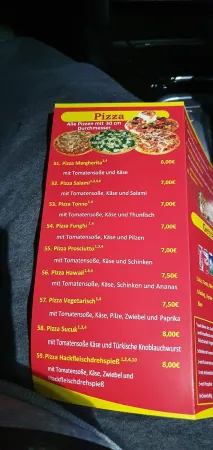 Pizza
Alle Pizzen mit 30 cm
Durchmesser
51. Pizza Margherita 6,00€
mit Tomatensoße und Käse
52. Pizza Salami 7,00€
mit Tomatensoße, Käse und Salami
53. Pizza Tonno 7,00€
mit Tomatensoße, Käse und Thunfisch
54. Pizza Funghi 7,00€
mit Tomatensoße, Käse und Pilzen
55. Pizza Prosciutto 7,00€
mit Tomatensoße, Käse und Schinken
56. Pizza Hawaii 7,50€
mit Tomatensoße, Käse, Schinken und Ananas
57. Pizza Vegetarisch 7,50€
mit Tomatensoße, Käse, Pilze, Zwiebel und Paprika
58. Pizza Sucuk 8,00€
mit Tomatensoße, Käse und Türkische Knoblauchwurst
59. Pizza Hackfleischdrehspieß 8,00€
mit Tomatensoße, Käse, Zwiebel und
Hackfleischdrehspieß